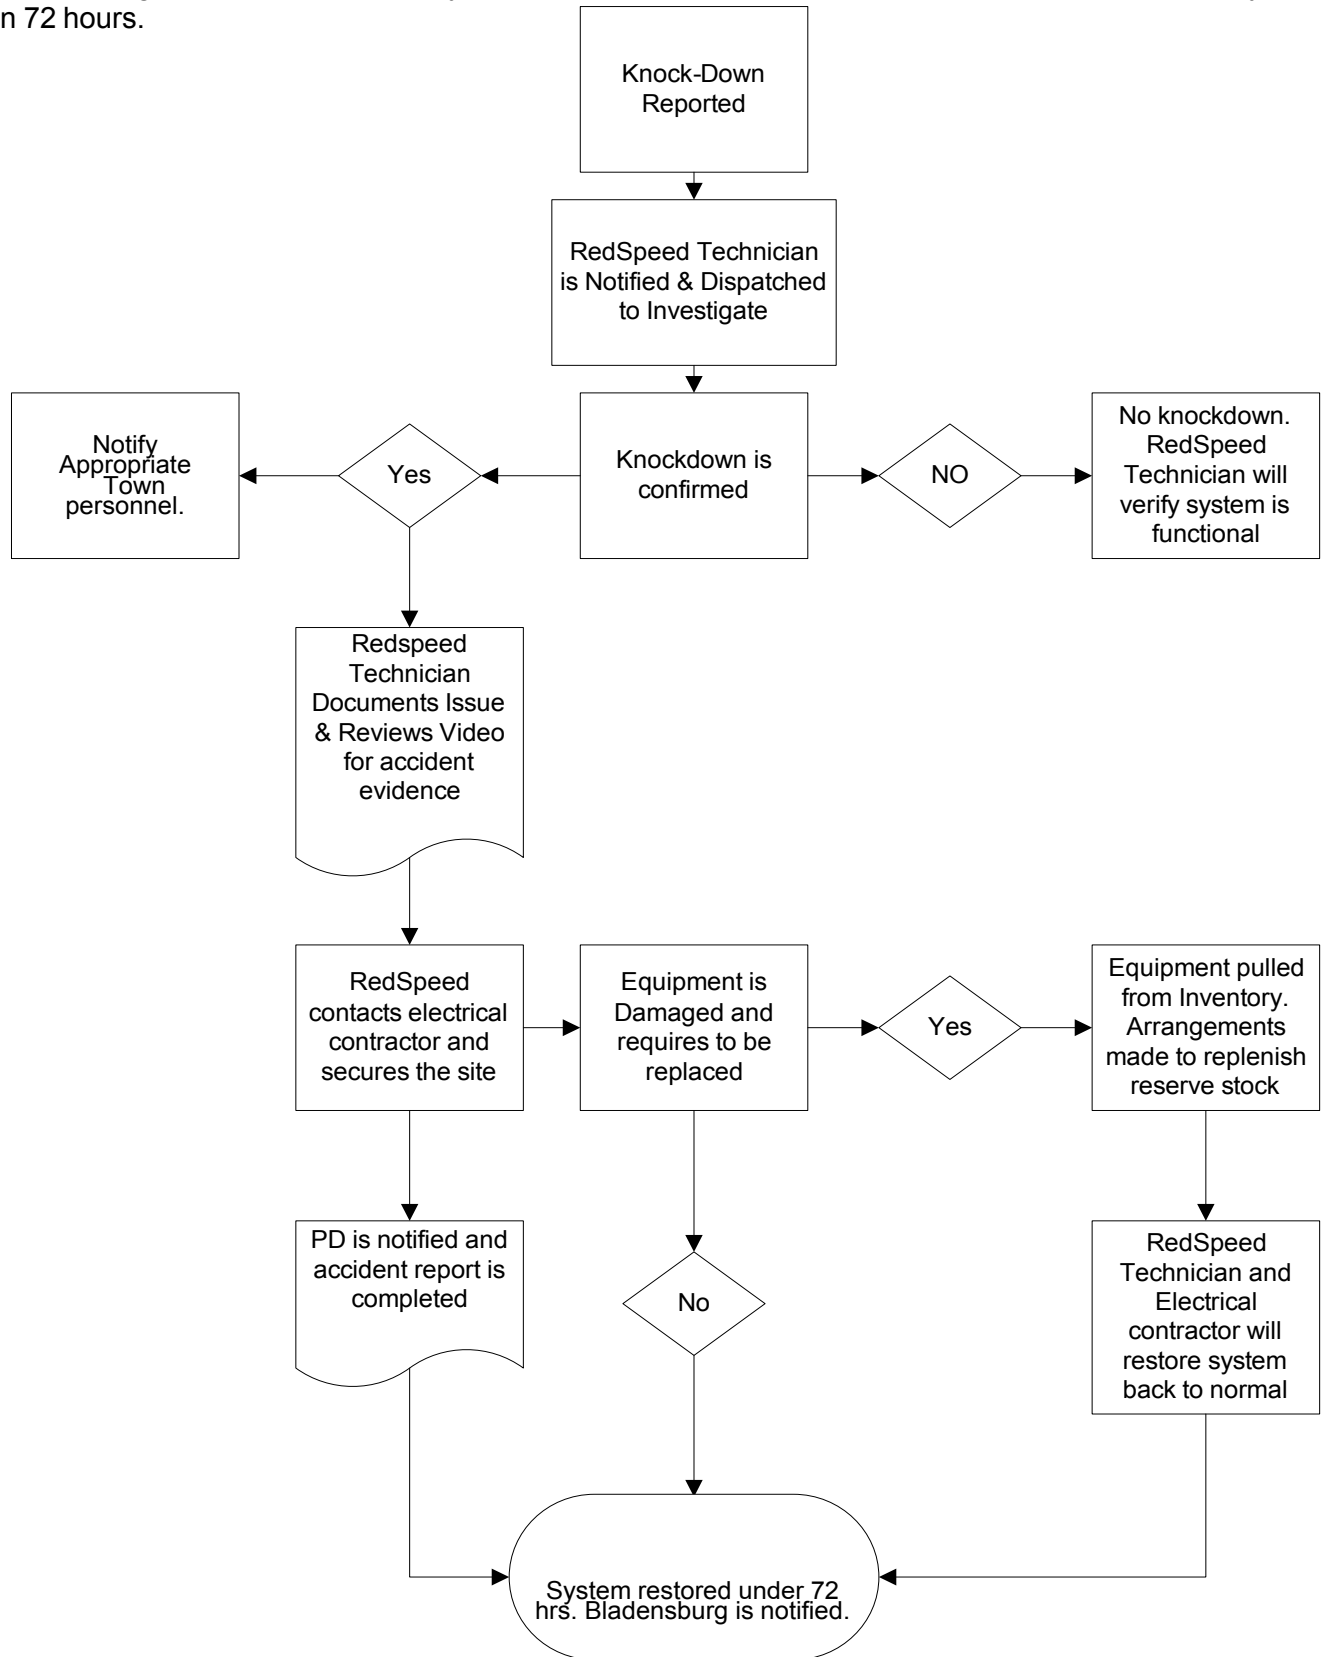 n 72 hours.
Knock-Down
Reported
RedSpeed Technician
is Notified & Dispatched
to Investigate
Notify
Appropriate
Town
personnel.
Yes
Knockdown is
confirmed
NO
No knockdown.
RedSpeed
Technician will
verify system is
functional
Redspeed
Technician
Documents Issue
& Reviews Video
for accident
evidence
RedSpeed
contacts electrical
contractor and
secures the site
Equipment is
Damaged and
requires to be
replaced
Yes
Equipment pulled
from Inventory.
Arrangements
made to replenish
reserve stock
PD is notified and
accident report is
completed
No
RedSpeed
Technician and
Electrical
contractor will
restore system
back to normal
System restored under 72
hrs. Bladensburg is notified.